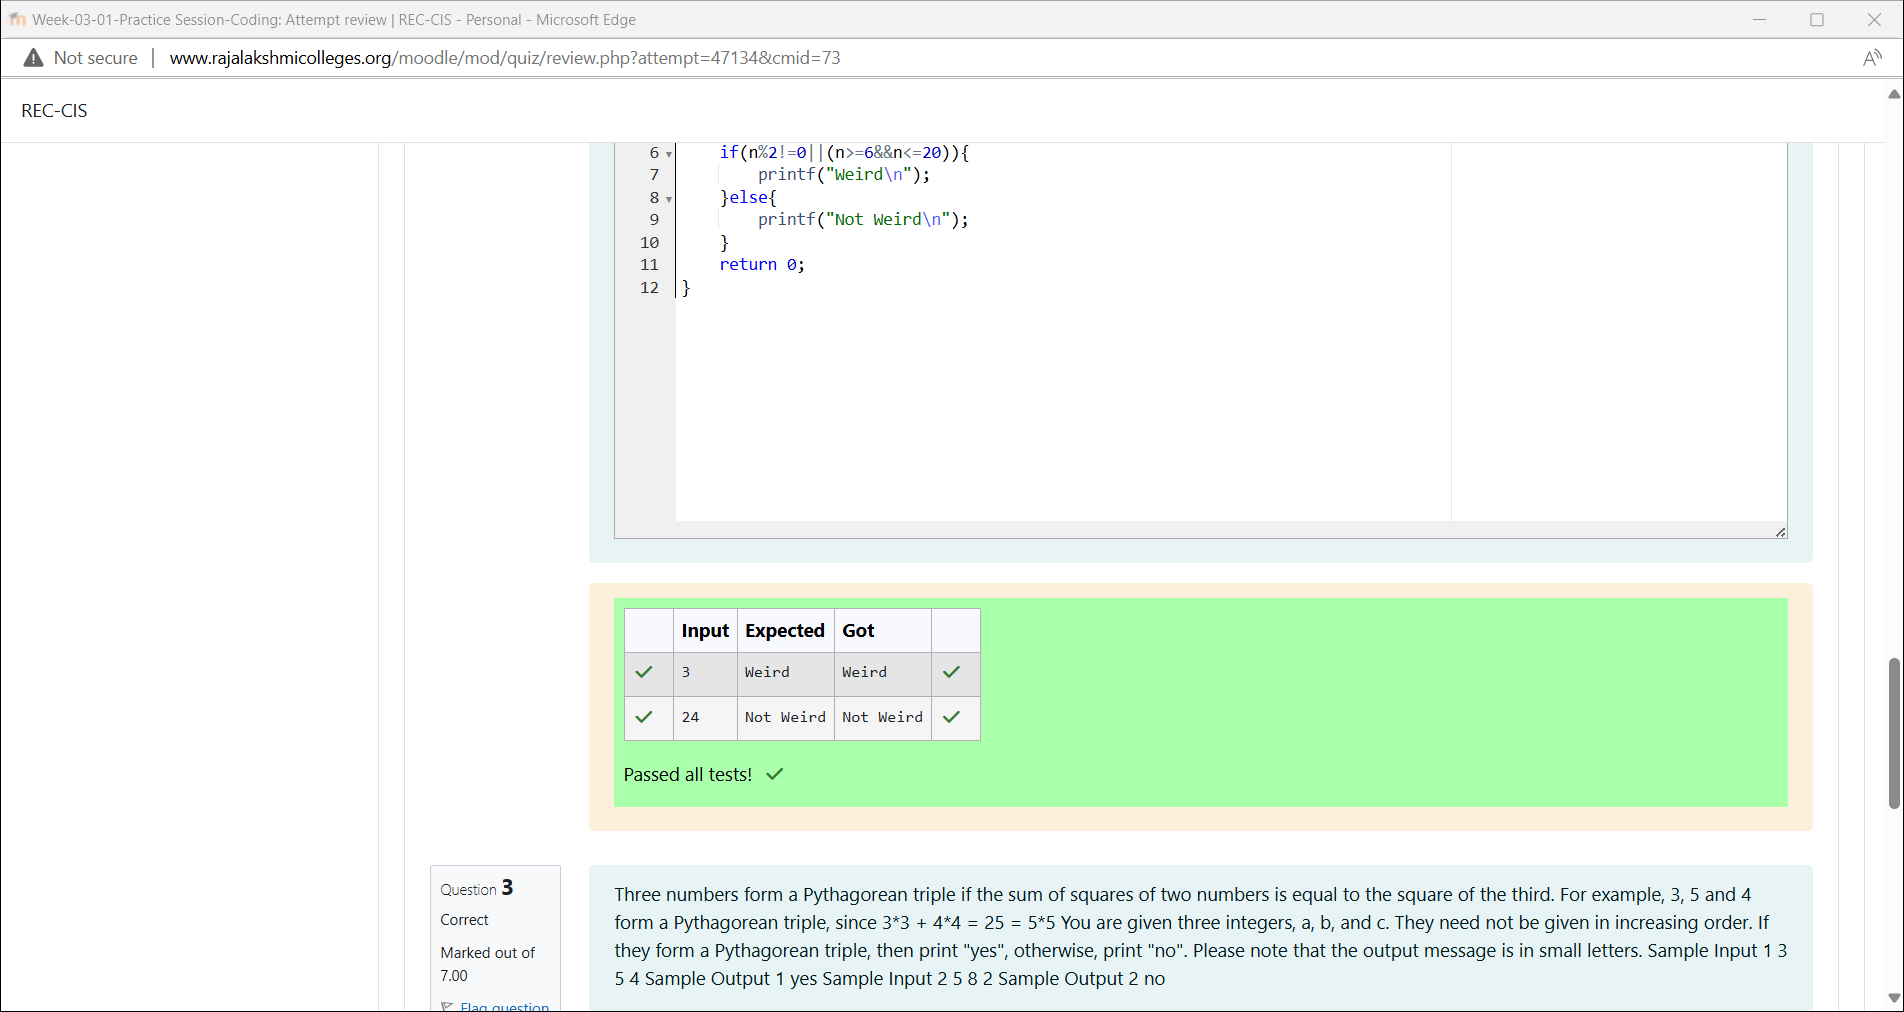 Week-03-01-Practice Session-Coding: Attempt review | REC-CIS - Personal - Microsoft Edge
Not secure | www.rajalakshmicolleges.org/moodle/mod/quiz/review.php?attempt=47134&cmid=73
REC-CIS
6 if(n%2!=0||(n>=6&&n<=20)){
7 printf("Weird\n");
8 }else{
9 printf("Not Weird\n");
10 }
11 return 0;
12 }
Input Expected Got
3 Weird Weird
24 Not Weird Not Weird
Passed all tests!
Question 3
Correct
Marked out of
7.00
Flag question
Three numbers form a Pythagorean triple if the sum of squares of two numbers is equal to the square of the third. For example, 3, 5 and 4
form a Pythagorean triple, since 3*3 + 4*4 = 25 = 5*5 You are given three integers, a, b, and c. They need not be given in increasing order. If
they form a Pythagorean triple, then print "yes", otherwise, print "no". Please note that the output message is in small letters. Sample Input 1 3
5 4 Sample Output 1 yes Sample Input 2 5 8 2 Sample Output 2 no